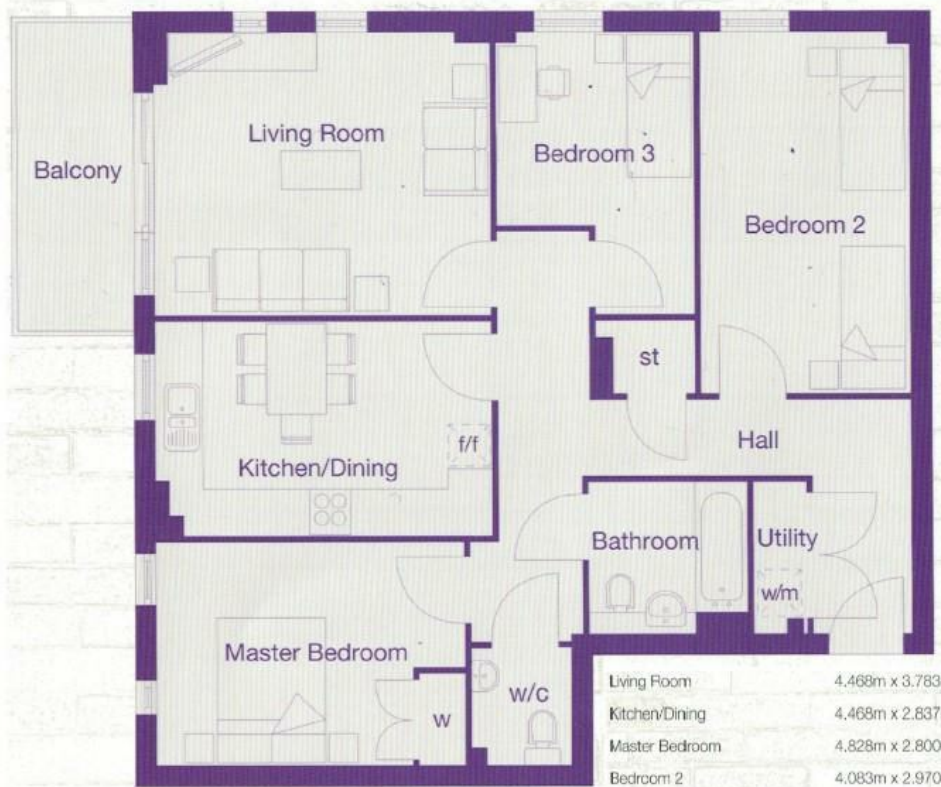 Living Room
Balcony
Bedroom 3
Bedroom 2
st
Hall
f/f
Kitchen/Dining
Bathroom
Utility
w/m
Master Bedroom
w/c
w
Living Room 4.468m x 3.783
Kitchen/Dining 4.468m x 2.837
Master Bedroom 4.828m x 2.800
Bedroom 2 4.083m x 2.970